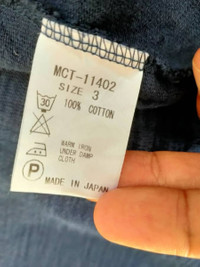 MCT-11402
SIZE 3
30
100% COTTON
WARM IRON
UNDER DAMP
CLOTH
P
MADE IN JAPAN